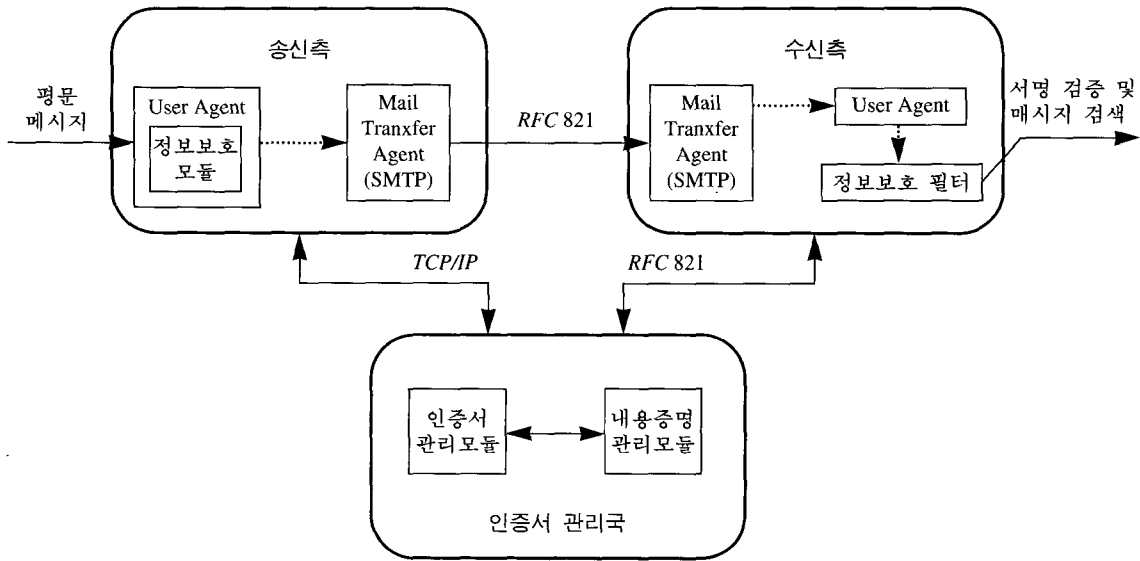 송신측
수신측
평문
메시지
User Agent
정보보호
모듈
Mail
Tranxfer
Agent
(SMTP)
RFC 821
Mail
Tranxfer
Agent
(SMTP)
User Agent
정보보호 필터
서명 검증 및
매시지 검색
TCP/IP
RFC 821
인증서
관리모듈
내용증명
관리모듈
인증서 관리국